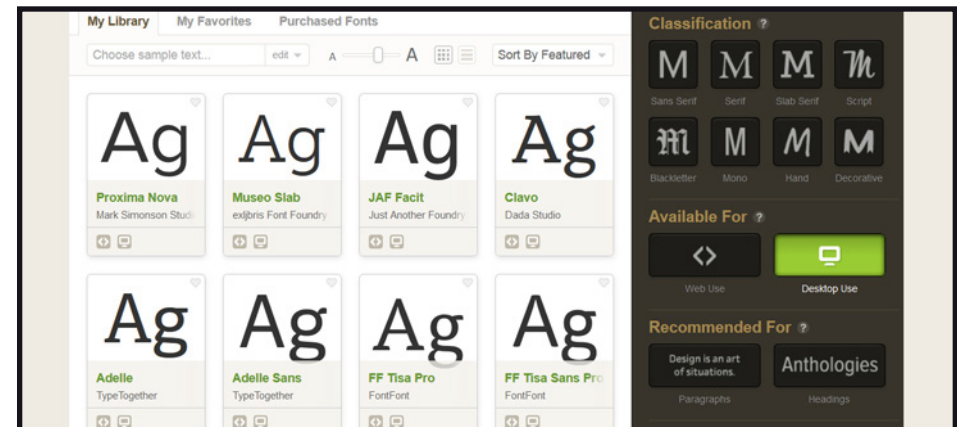 My Library My Favorites Purchased Fonts
Choose sample text... edit A A Sort By Featured
Ag Ag Ag Ag
Proxima Nova Museo Slab JAF Facit Clavo
Mark Simonson Stud exljbris Font Foundry Just Another Foundry Dada Studio
Ag Ag Ag Ag
Adelle Adelle Sans FF Tisa Pro FF Tisa Sans Pro
TypeTogether TypeTogether FontFont FontFont
Classification ?
M M M M
Sans Serif Serif Slab Serif Script
M M M M
Blackletter Mono Hand Decorative
Available For ?
Web Use Desktop Use
Recommended For ?
Design is an art
of situations.
Anthologies
Paragraphs Headings